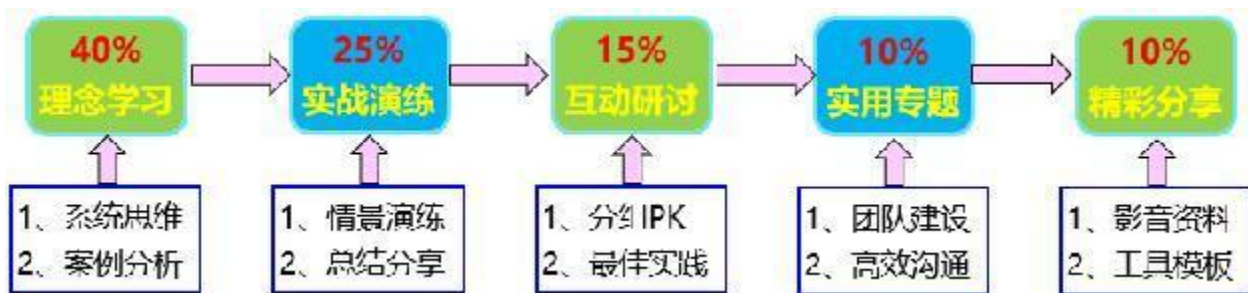 40%
理念学习
25%
实战演练
15%
互动研讨
10%
实用专题
10%
精彩分享
1、系统思维
2、案例分析
1、情景演练
2、总结分享
1、分组PK
2、最佳实践
1、团队建设
2、高效沟通
1、影音资料
2、工具模板